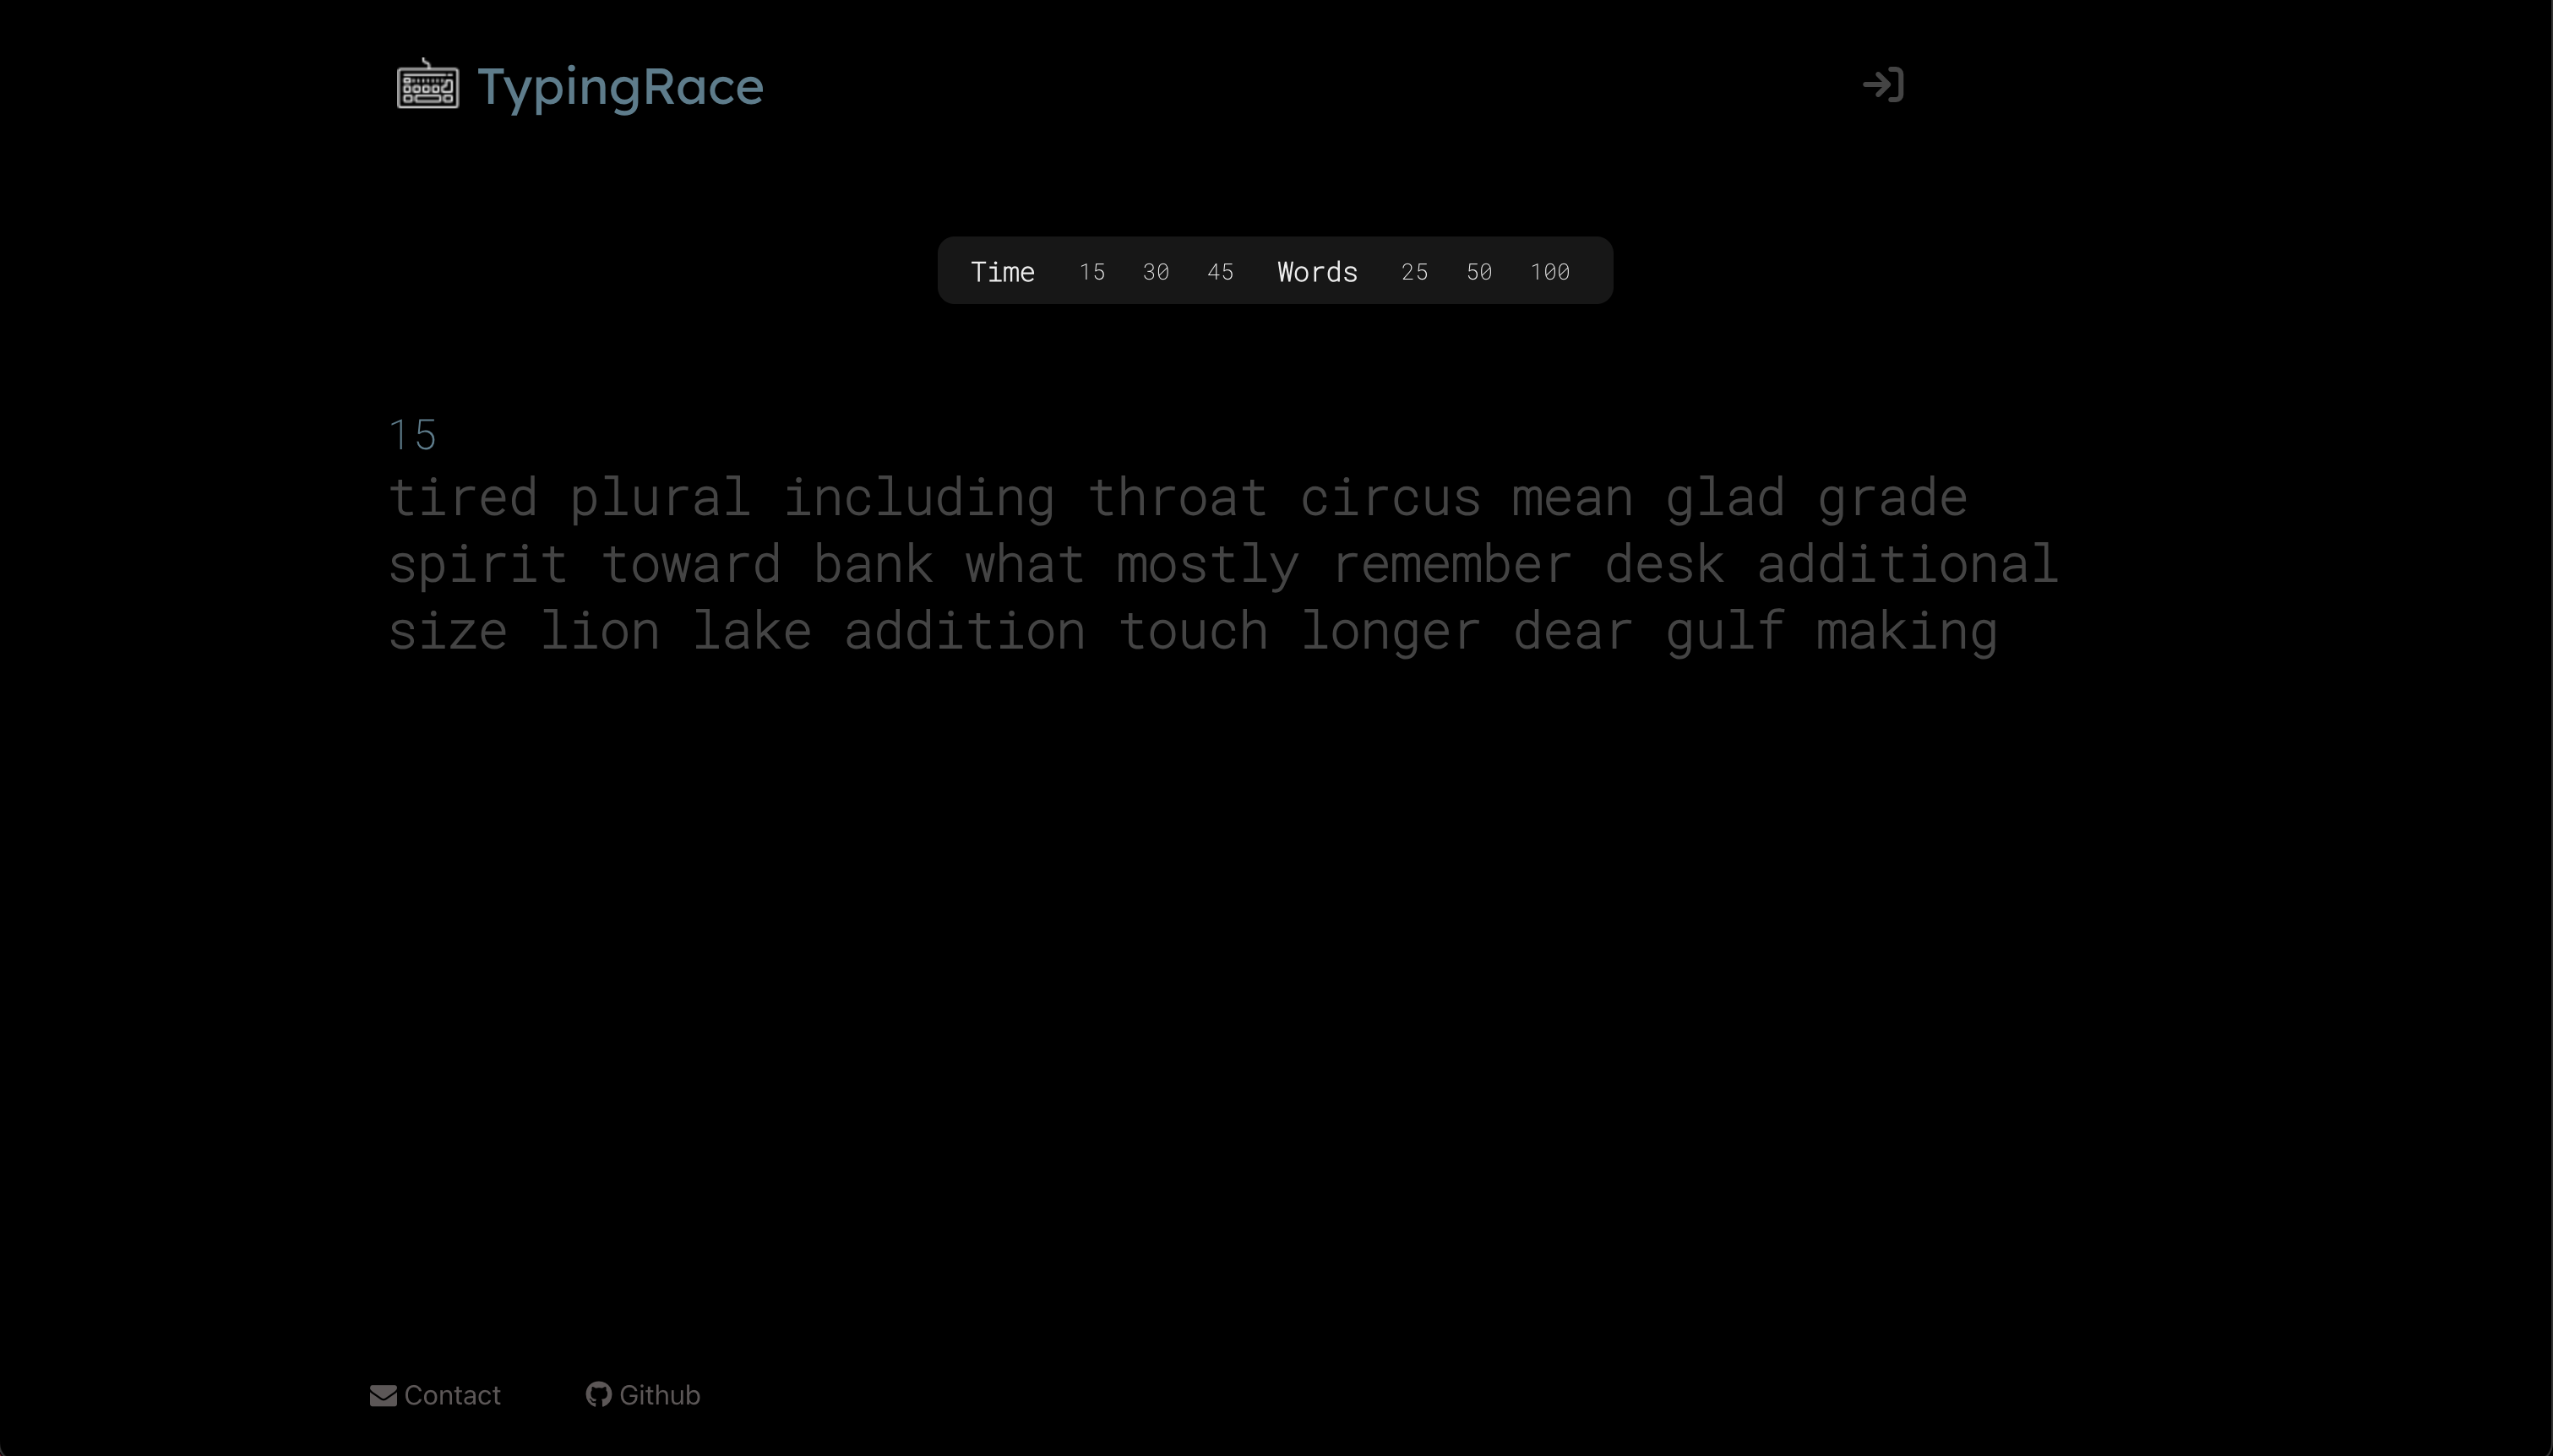 TypingRace
Time 15 30 45 Words 25 50 100
15
tired plural including throat circus mean glad grade
spirit toward bank what mostly remember desk additional
size lion lake addition touch longer dear gulf making
Contact Github